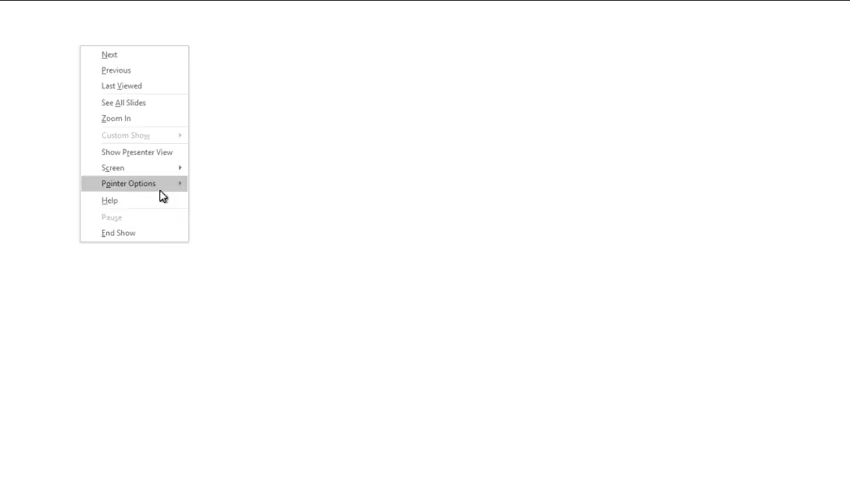 Next
Previous
Last Viewed
See All Slides
Zoom In
Custom Show
Show Presenter View
Screen
Pointer Options
Help
Pause
End Show